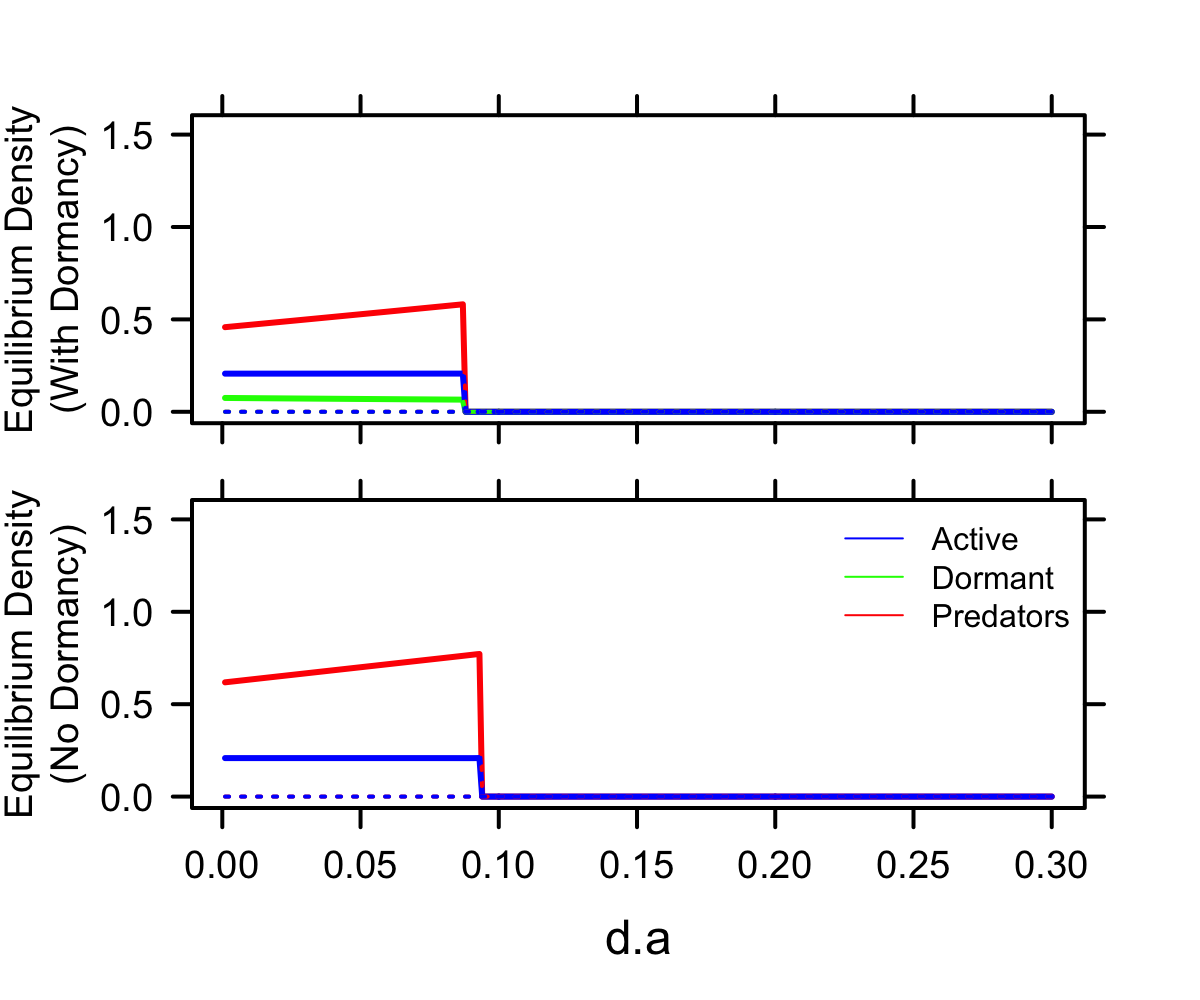 Equilibrium Density
(With Dormancy)
1.5
1.0
0.5
0.0
Equilibrium Density
(No Dormancy)
1.5
1.0
0.5
0.0
Active
Dormant
Predators
0.00 0.05 0.10 0.15 0.20 0.25 0.30
d.a